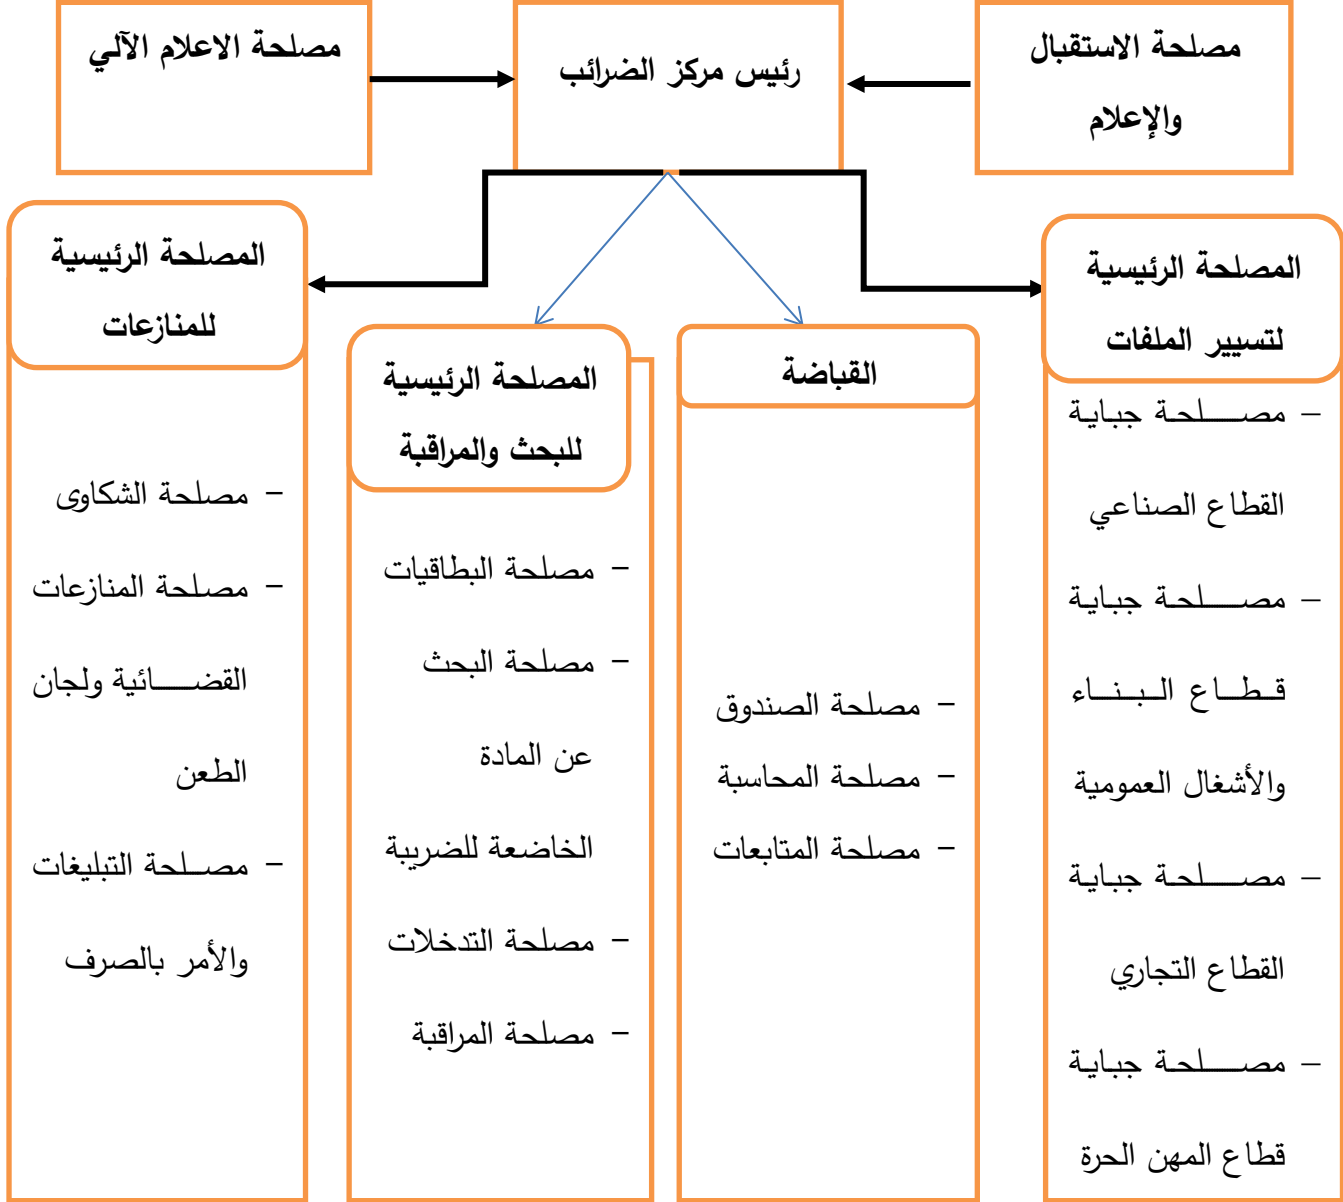 مصلحة الاستقبال
والإعلام
رئيس مركز الضرائب
مصلحة الاعلام الآلي
المصلحة الرئيسية
لتسيير الملفات
– مصلحة جباية
القطاع الصناعي
– مصلحة جباية
قطاع البناء
والأشغال العمومية
– مصلحة جباية
القطاع التجاري
– مصلحة جباية
قطاع المهن الحرة
القباضة
– مصلحة الصندوق
– مصلحة المحاسبة
– مصلحة المتابعات
المصلحة الرئيسية
للبحث والمراقبة
– مصلحة البطاقيات
– مصلحة البحث
عن المادة
الخاضعة للضريبة
– مصلحة التدخلات
– مصلحة المراقبة
المصلحة الرئيسية
للمنازعات
– مصلحة الشكاوى
– مصلحة المنازعات
القضائية ولجان
الطعن
– مصلحة التبليغات
والأمر بالصرف